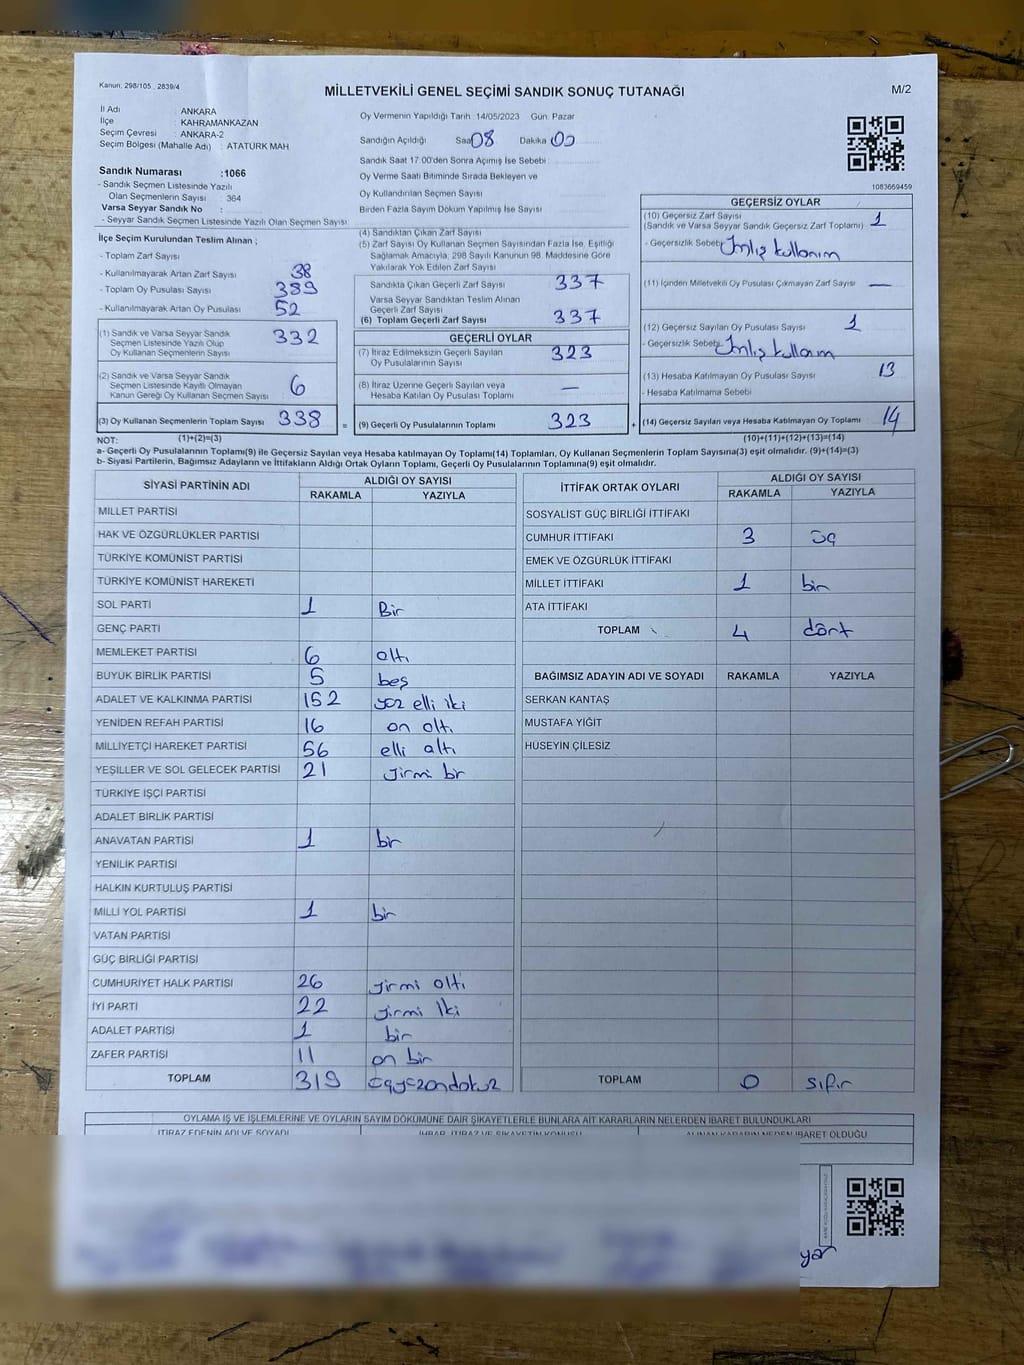 Kanun: 298/105 , 2839/4
MİLLETVEKİLİ GENEL SEÇİMİ SANDIK SONUÇ TUTANAĞI
M/2
İl Adı : ANKARA
İlçe : KAHRAMANKAZAN
Seçim Çevresi : ANKARA-2
Seçim Bölgesi (Mahalle Adı) : ATATÜRK MAH
Sandık Numarası :1066
- Sandık Seçmen Listesinde Yazılı
Olan Seçmenlerin Sayısı : 364
Varsa Seyyar Sandık No :
- Seyyar Sandık Seçmen Listesinde Yazılı Olan Seçmen Sayısı:
Oy Vermenin Yapıldığı Tarih :14/05/2023 Gün: Pazar
Sandığın Açıldığı Saat 08 Dakika 00
Sandık Saat 17.00'den Sonra Açımış İse Sebebi :
Oy Verme Saati Bitiminde Sırada Bekleyen ve
Oy Kullandırılan Seçmen Sayısı
Birden Fazla Sayım Döküm Yapılmış İse Sayısı
1083669459
İlçe Seçim Kurulundan Teslim Alınan ;
- Toplam Zarf Sayısı
- Kullanılmayarak Artan Zarf Sayısı 38
- Toplam Oy Pusulası Sayısı 389
- Kullanılmayarak Artan Oy Pusulası 52
(1) Sandık ve Varsa Seyyar Sandık
Seçmen Listesinde Yazılı Olup
Oy Kullanan Seçmenlerin Sayısı 332
(2) Sandık ve Varsa Seyyar Sandık
Seçmen Listesinde Kayıtlı Olmayan
Kanun Gereği Oy Kullanan Seçmen Sayısı 6
(3) Oy Kullanan Seçmenlerin Toplam Sayısı 338 =
(4) Sandıktan Çıkan Zarf Sayısı
(5) Zarf Sayısı Oy Kullanan Seçmen Sayısından Fazla İse, Eşitliği
Sağlamak Amacıyla, 298 Sayılı Kanunun 98. Maddesine Göre
Yakılarak Yok Edilen Zarf Sayısı
Sandıkta Çıkan Geçerli Zarf Sayısı 337
Varsa Seyyar Sandıktan Teslim Alınan
Geçerli Zarf Sayısı
(6) Toplam Geçerli Zarf Sayısı 337
GEÇERLİ OYLAR
(7) İtiraz Edilmeksizin Geçerli Sayılan
Oy Pusulalarının Sayısı 323
(8) İtiraz Üzerine Geçerli Sayılan veya
Hesaba Katılan Oy Pusulası Toplamı —
(9) Geçerli Oy Pusulalarının Toplamı 323 +
GEÇERSİZ OYLAR
(10) Geçersiz Zarf Sayısı 1
(Sandık ve Varsa Seyyar Sandık Geçersiz Zarf Toplamı)
- Geçersizlik Sebebi
(11) İçinden Milletvekili Oy Pusulası Çıkmayan Zarf Sayısı —
(12) Geçersiz Sayılan Oy Pusulası Sayısı 1
- Geçersizlik Sebebi
(13) Hesaba Katılmayan Oy Pusulası Sayısı 13
- Hesaba Katılmama Sebebi
(14) Geçersiz Sayılan veya Hesaba Katılmayan Oy Toplamı 14
NOT: (1)+(2)=(3) (10)+(11)+(12)+(13)=(14)
a- Geçerli Oy Pusulalarının Toplamı(9) ile Geçersiz Sayılan veya Hesaba katılmayan Oy Toplamı(14) Toplamları, Oy Kullanan Seçmenlerin Toplam Sayısına(3) eşit olmalıdır. (9)+(14)=(3)
b- Siyasi Partilerin, Bağımsız Adayların ve İttifakların Aldığı Ortak Oyların Toplamı, Geçerli Oy Pusulalarının Toplamına(9) eşit olmalıdır.
SİYASİ PARTİNİN ADI ALDIĞI OY SAYISI
RAKAMLA YAZIYLA
MİLLET PARTİSİ
HAK VE ÖZGÜRLÜKLER PARTİSİ
TÜRKİYE KOMÜNİST PARTİSİ
TÜRKİYE KOMÜNİST HAREKETİ
SOL PARTİ 1 Bir
GENÇ PARTİ
MEMLEKET PARTİSİ 6 altı
BÜYÜK BİRLİK PARTİSİ 5 beş
ADALET VE KALKINMA PARTİSİ 152 yüz elli iki
YENİDEN REFAH PARTİSİ 16 on altı
MİLLİYETÇİ HAREKET PARTİSİ 56 elli altı
YEŞİLLER VE SOL GELECEK PARTİSİ 21 yirmi bir
TÜRKİYE İŞÇİ PARTİSİ
ADALET BİRLİK PARTİSİ
ANAVATAN PARTİSİ 1 bir
YENİLİK PARTİSİ
HALKIN KURTULUŞ PARTİSİ
MİLLİ YOL PARTİSİ 1 bir
VATAN PARTİSİ
GÜÇ BİRLİĞİ PARTİSİ
CUMHURİYET HALK PARTİSİ 26 yirmi altı
İYİ PARTİ 22 yirmi iki
ADALET PARTİSİ 1 bir
ZAFER PARTİSİ 11 on bir
TOPLAM 319 üçyüzondokuz
İTTİFAK ORTAK OYLARI ALDIĞI OY SAYISI
RAKAMLA YAZIYLA
SOSYALİST GÜÇ BİRLİĞİ İTTİFAKI
CUMHUR İTTİFAKI 3 üç
EMEK VE ÖZGÜRLÜK İTTİFAKI
MİLLET İTTİFAKI 1 bir
ATA İTTİFAKI
TOPLAM 4 dört
BAĞIMSIZ ADAYIN ADI VE SOYADI RAKAMLA YAZIYLA
SERKAN KANTAŞ
MUSTAFA YİĞİT
HÜSEYİN ÇİLESİZ
TOPLAM 0 sıfır
OYLAMA İŞ VE İŞLEMLERİNE VE OYLARIN SAYIM DÖKÜMÜNE DAİR ŞİKAYETLERLE BUNLARA AİT KARARLARIN NELERDEN İBARET BULUNDUKLARI
İTİRAZ EDENİN ADI VE SOYADI İHBAR, İTİRAZ VE ŞİKAYETİN KONUSU ALINAN KARARIN NEDEN İBARET OLDUĞU